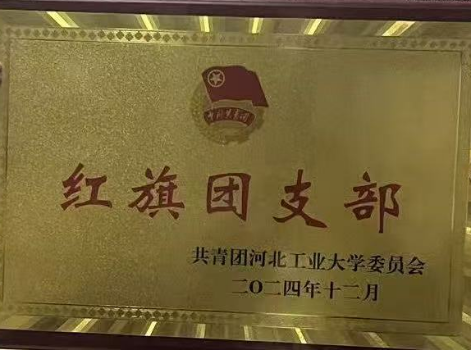 红旗团支部
共青团河北工业大学委员会
二〇二四年十二月